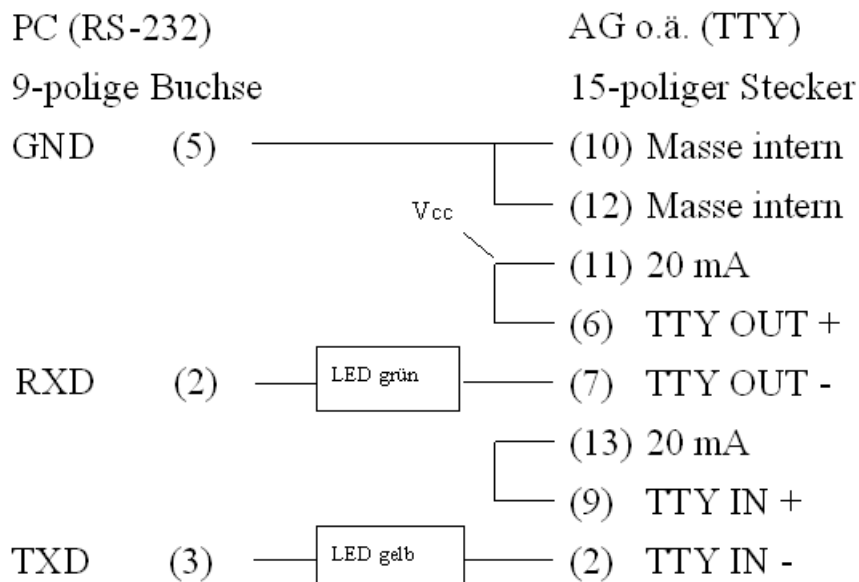 PC (RS-232) AG o.ä. (TTY)
9-polige Buchse 15-poliger Stecker
GND (5) (10) Masse intern
(12) Masse intern
Vcc
(11) 20 mA
(6) TTY OUT +
RXD (2) LED grün (7) TTY OUT -
(13) 20 mA
(9) TTY IN +
TXD (3) LED gelb (2) TTY IN -